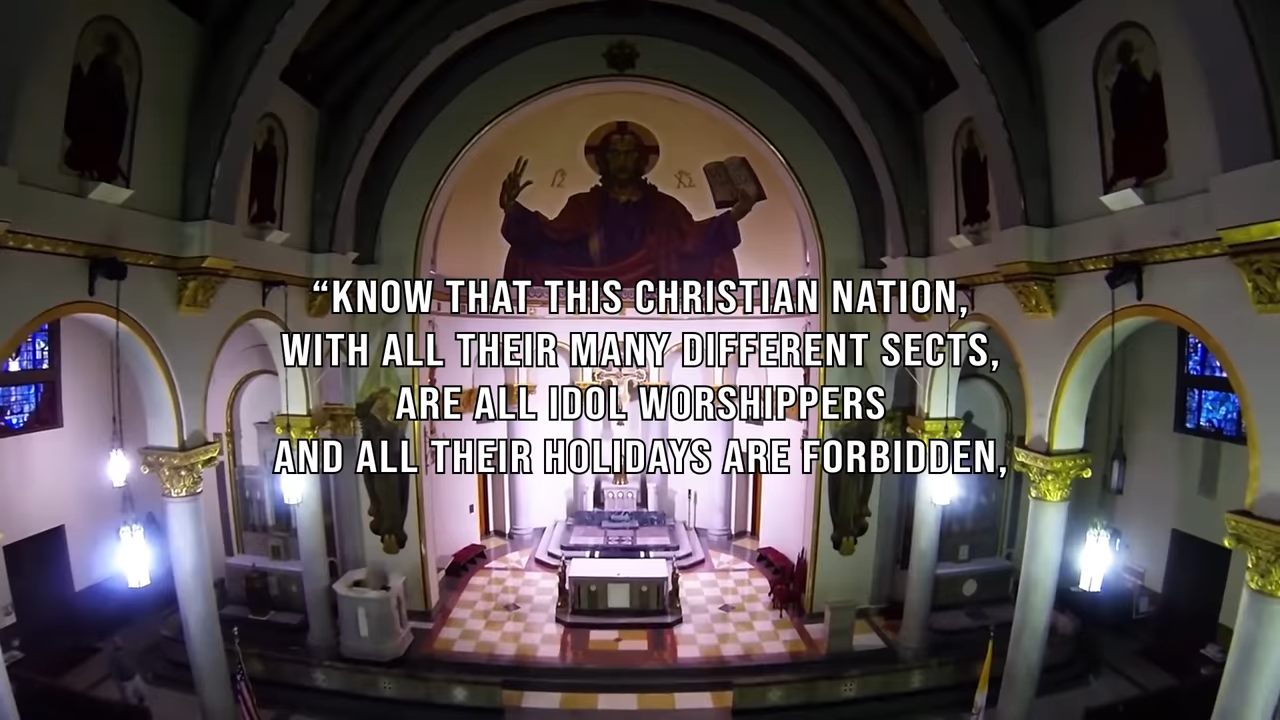 “KNOW THAT THIS CHRISTIAN NATION,
WITH ALL THEIR MANY DIFFERENT SECTS,
ARE ALL IDOL WORSHIPPERS
AND ALL THEIR HOLIDAYS ARE FORBIDDEN,